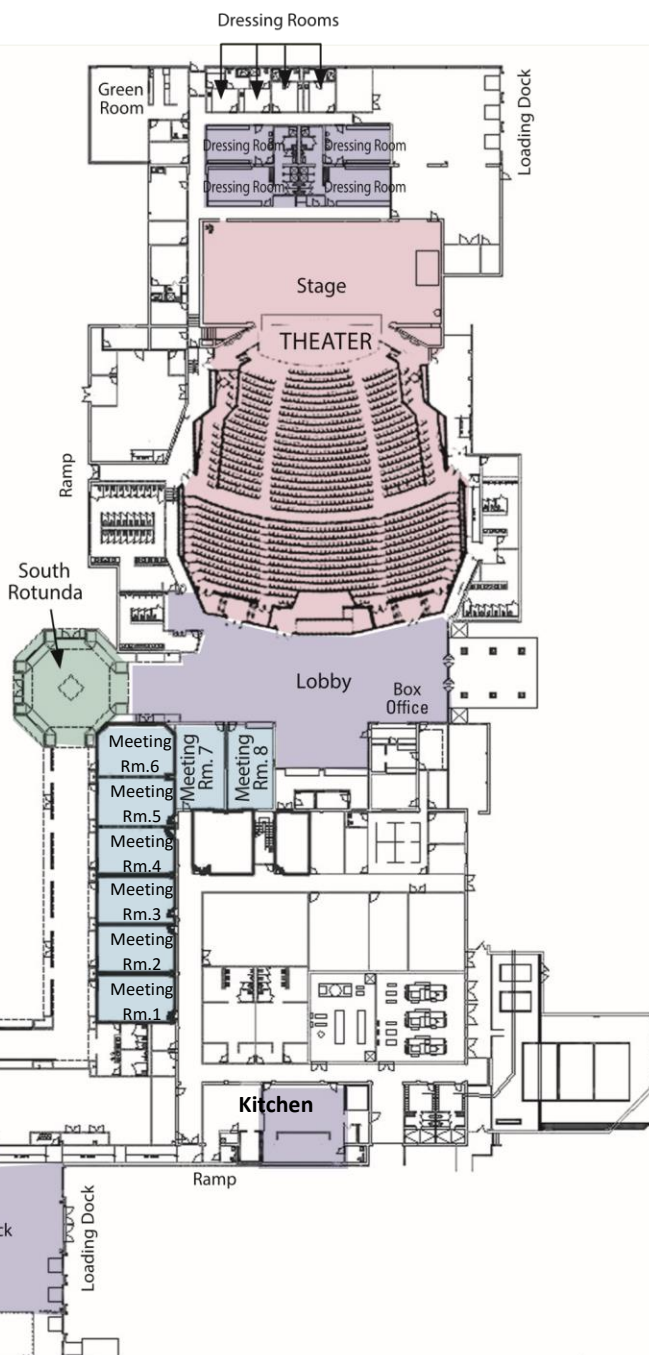 Dressing Rooms
Green
Room
Loading Dock
Dressing Room
Dressing Room
Dressing Room
Dressing Room
Stage
THEATER
Ramp
South
Rotunda
Lobby
Box
Office
Meeting
Rm.6
Meeting
Rm. 7
Meeting
Rm. 8
Meeting
Rm.5
Meeting
Rm.4
Meeting
Rm.3
Meeting
Rm.2
Meeting
Rm.1
Kitchen
Ramp
ck
Loading Dock